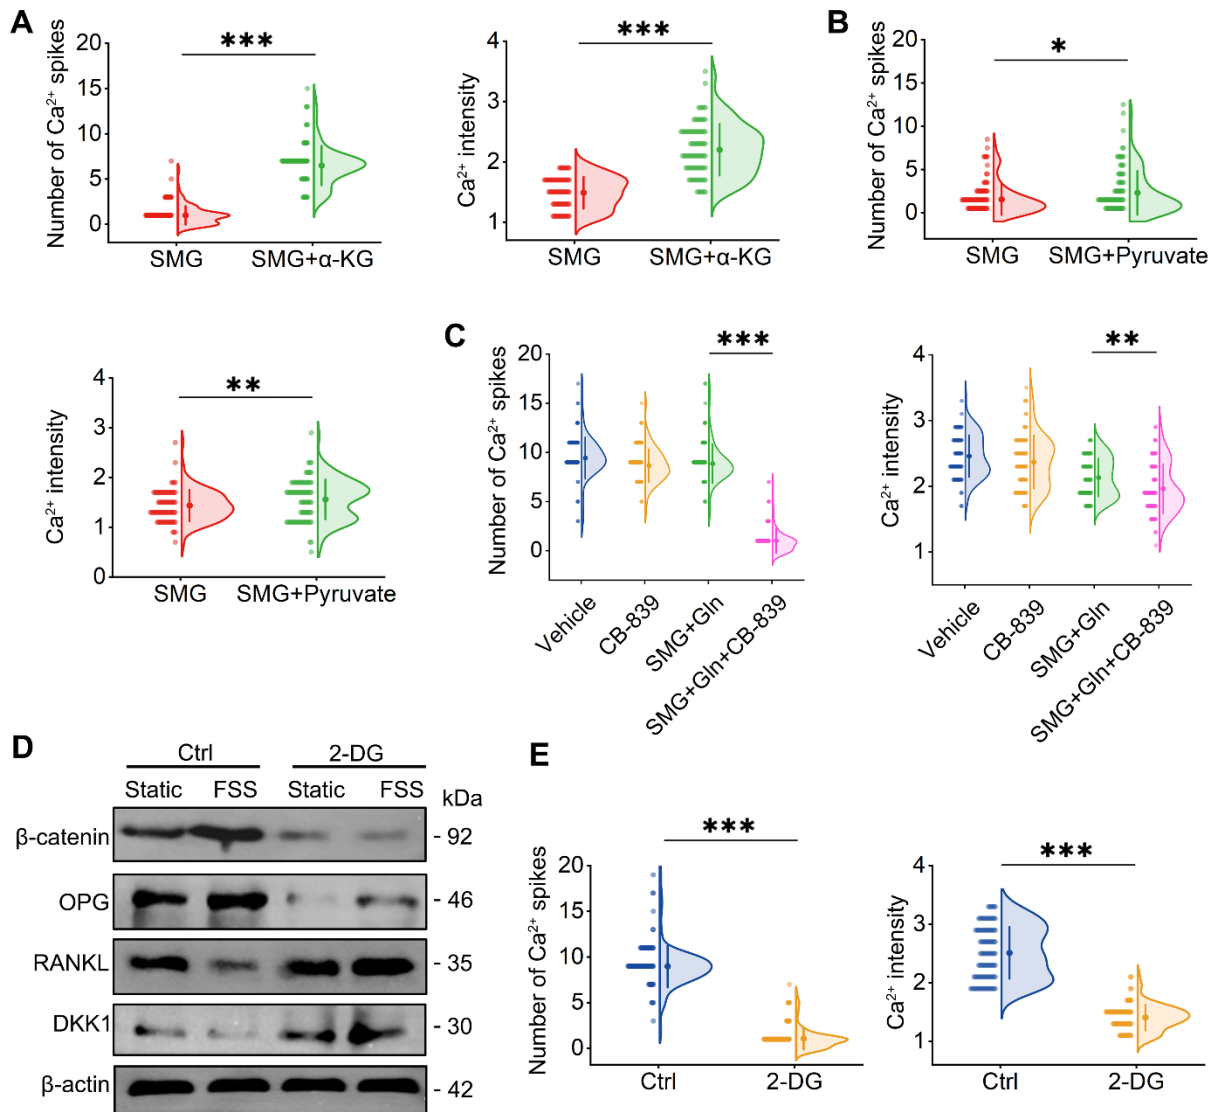 A
Number of Ca²⁺ spikes
20
15
10
5
0
***
SMG
SMG+α-KG
Ca²⁺ intensity
4
3
2
1
***
SMG
SMG+α-KG
B
Number of Ca²⁺ spikes
20
15
10
5
0
*
SMG
SMG+Pyruvate
Ca²⁺ intensity
4
3
2
1
0
**
SMG
SMG+Pyruvate
C
Number of Ca²⁺ spikes
20
15
10
5
0
***
Vehicle
CB-839
SMG+Gln
SMG+Gln+CB-839
Ca²⁺ intensity
4
3
2
1
**
Vehicle
CB-839
SMG+Gln
SMG+Gln+CB-839
D
Ctrl 2-DG
Static FSS Static FSS kDa
β-catenin - 92
OPG - 46
RANKL - 35
DKK1 - 30
β-actin - 42
E
Number of Ca²⁺ spikes
20
15
10
5
0
***
Ctrl
2-DG
Ca²⁺ intensity
4
3
2
1
***
Ctrl
2-DG